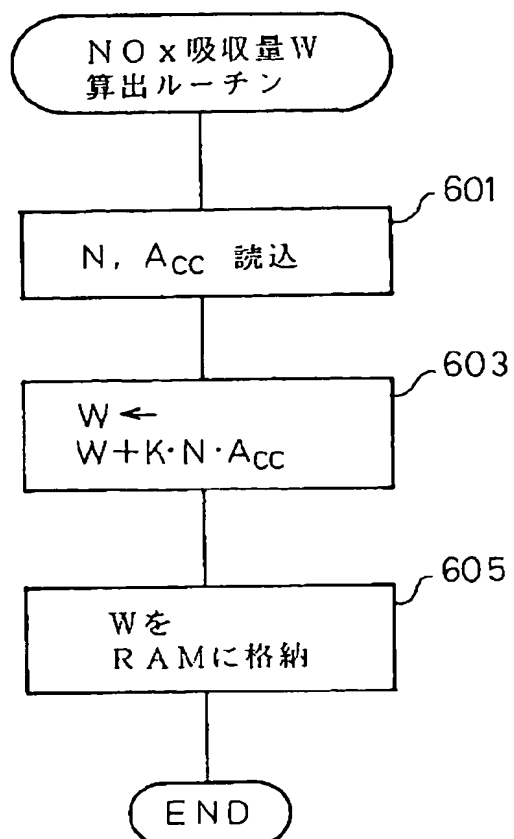 NOx吸収量W
算出ルーチン
601
N, ACC 読込
603
W←
W+K·N·ACC
605
Wを
RAMに格納
END